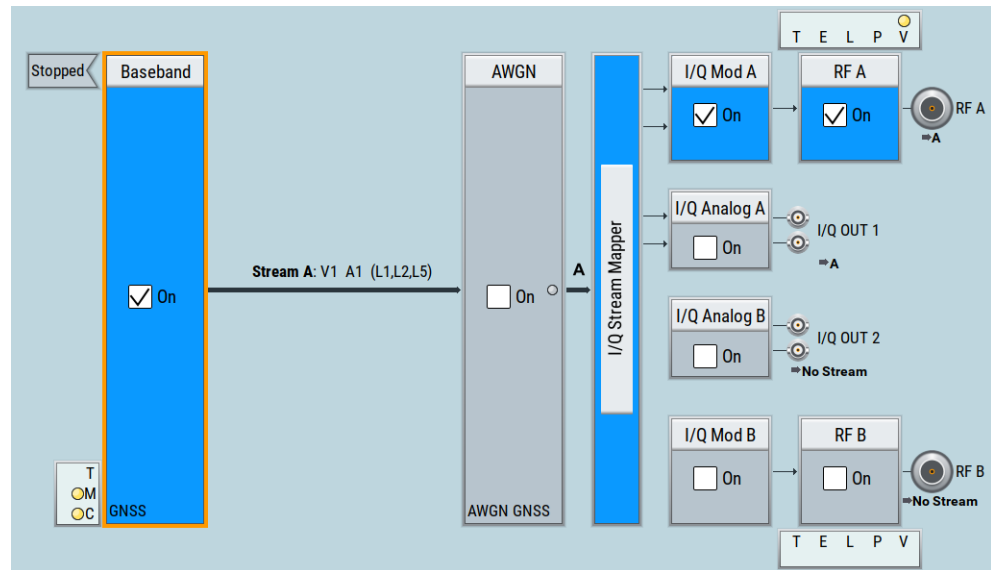 T E L P V
Stopped
Baseband
AWGN
I/Q Mod A
RF A
On
On
RF A
➡A
I/Q Analog A
On
I/Q OUT 1
➡A
Stream A: V1 A1 (L1,L2,L5)
A
On
On
I/Q Stream Mapper
I/Q Analog B
On
I/Q OUT 2
➡No Stream
I/Q Mod B
RF B
On
On
RF B
➡No Stream
T
M
C
GNSS
AWGN GNSS
T E L P V